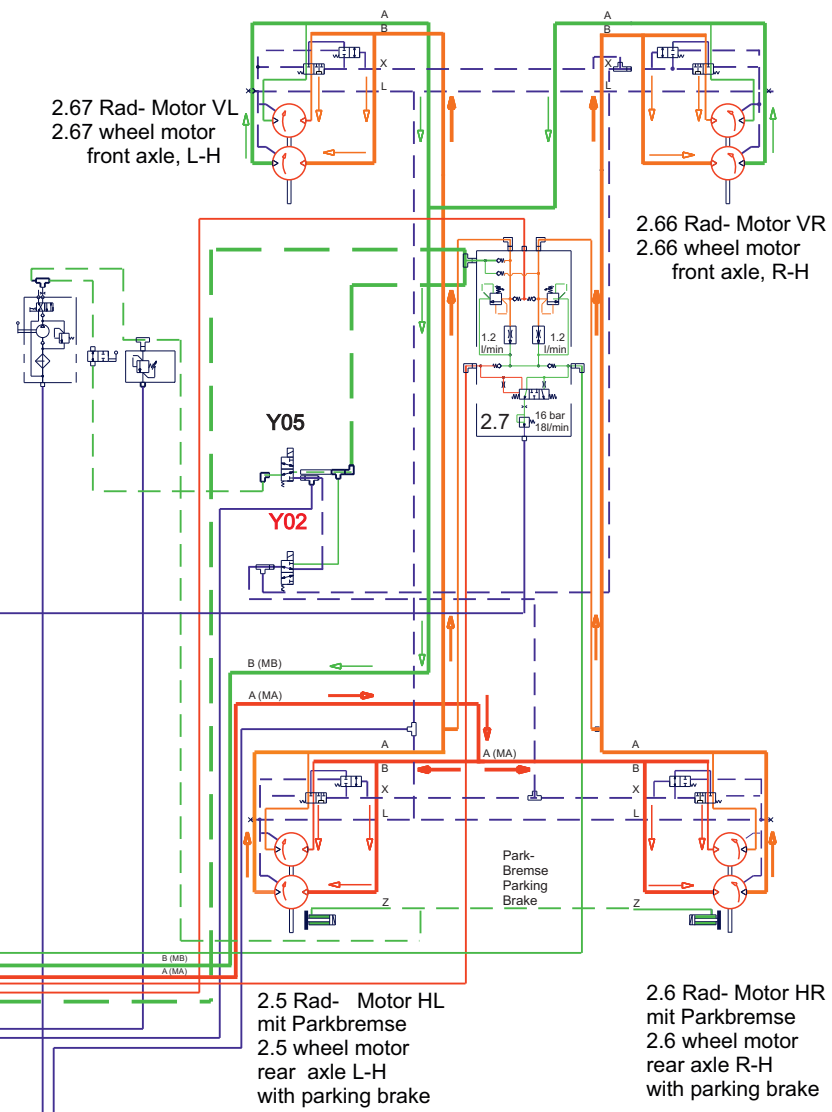 A
B
X
L
A
B
X
L
2.67 Rad- Motor VL
2.67 wheel motor
front axle, L-H
2.66 Rad- Motor VR
2.66 wheel motor
front axle, R-H
1.2
l/min
1.2
l/min
2.7
16 bar
18l/min
Y05
Y02
B (MB)
A (MA)
A
A (MA)
B
X
L
A
B
X
L
Park-
Bremse
Parking
Brake
Z
Z
B (MB)
A (MA)
2.5 Rad- Motor HL
mit Parkbremse
2.5 wheel motor
rear axle L-H
with parking brake
2.6 Rad- Motor HR
mit Parkbremse
2.6 wheel motor
rear axle R-H
with parking brake